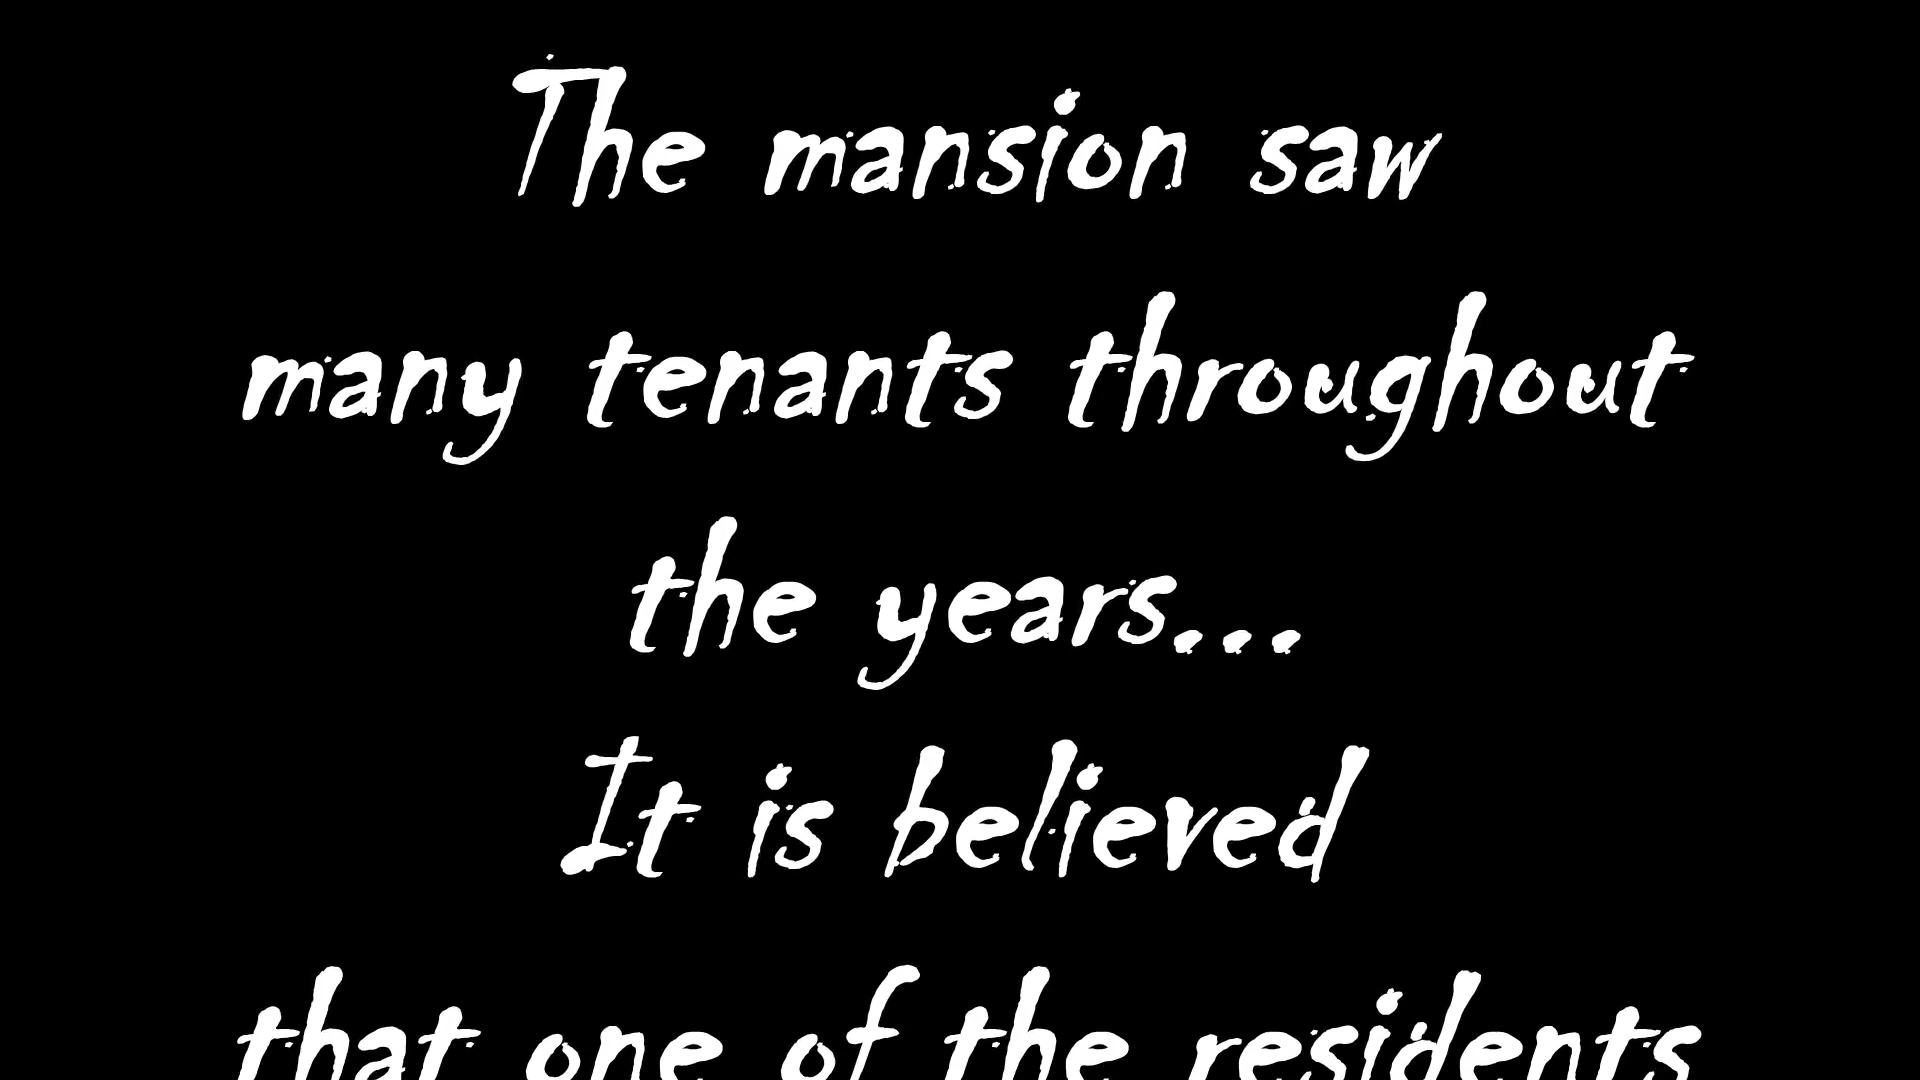 The mansion saw
many tenants throughout
the years...
It is believed
that one of the residents